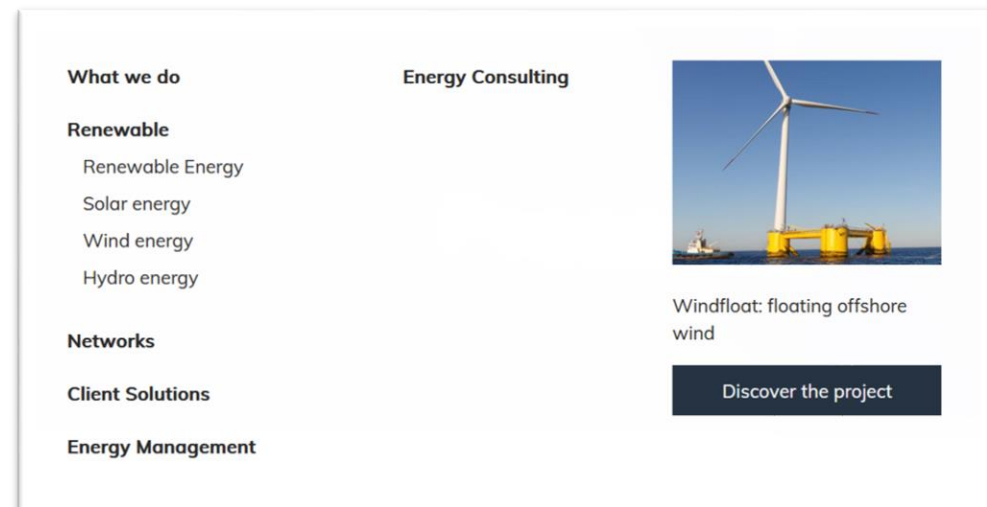 What we do
Renewable
Renewable Energy
Solar energy
Wind energy
Hydro energy
Networks
Client Solutions
Energy Management
Energy Consulting
Windfloat: floating offshore
wind
Discover the project